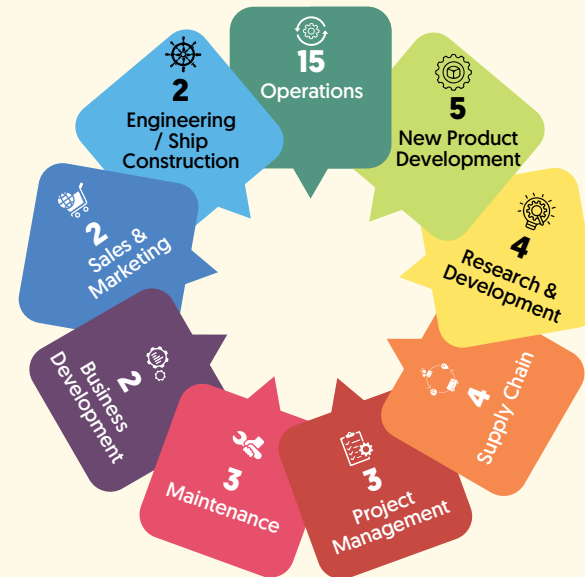 15
Operations
5
New Product
Development
4
Research &
Development
4
Supply Chain
3
Project
Management
3
Maintenance
2
Business
Development
2
Sales &
Marketing
2
Engineering
/ Ship
Construction